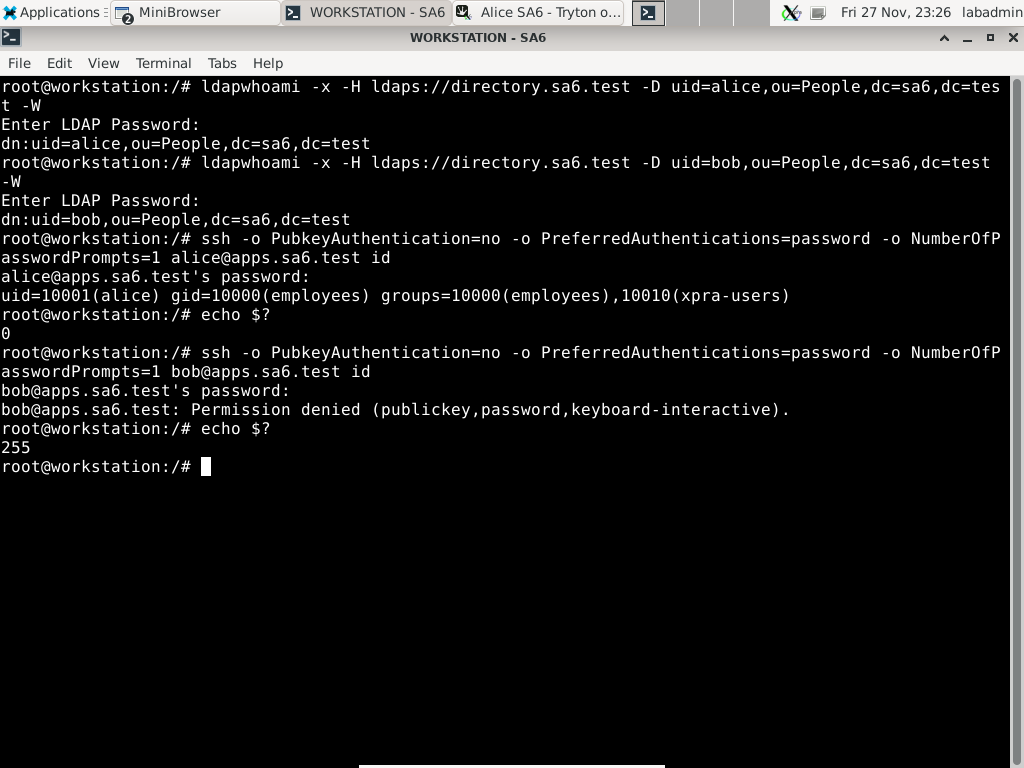 Applications
2
MiniBrowser
WORKSTATION - SA6
Alice SA6 - Tryton o...
Fri 27 Nov, 23:26
labadmin
WORKSTATION - SA6
File Edit View Terminal Tabs Help
root@workstation:/# ldapwhoami -x -H ldaps://directory.sa6.test -D uid=alice,ou=People,dc=sa6,dc=tes
t -W
Enter LDAP Password:
dn:uid=alice,ou=People,dc=sa6,dc=test
root@workstation:/# ldapwhoami -x -H ldaps://directory.sa6.test -D uid=bob,ou=People,dc=sa6,dc=test
-W
Enter LDAP Password:
dn:uid=bob,ou=People,dc=sa6,dc=test
root@workstation:/# ssh -o PubkeyAuthentication=no -o PreferredAuthentications=password -o NumberOfP
asswordPrompts=1 alice@apps.sa6.test id
alice@apps.sa6.test's password:
uid=10001(alice) gid=10000(employees) groups=10000(employees),10010(xpra-users)
root@workstation:/# echo $?
0
root@workstation:/# ssh -o PubkeyAuthentication=no -o PreferredAuthentications=password -o NumberOfP
asswordPrompts=1 bob@apps.sa6.test id
bob@apps.sa6.test's password:
bob@apps.sa6.test: Permission denied (publickey,password,keyboard-interactive).
root@workstation:/# echo $?
255
root@workstation:/#